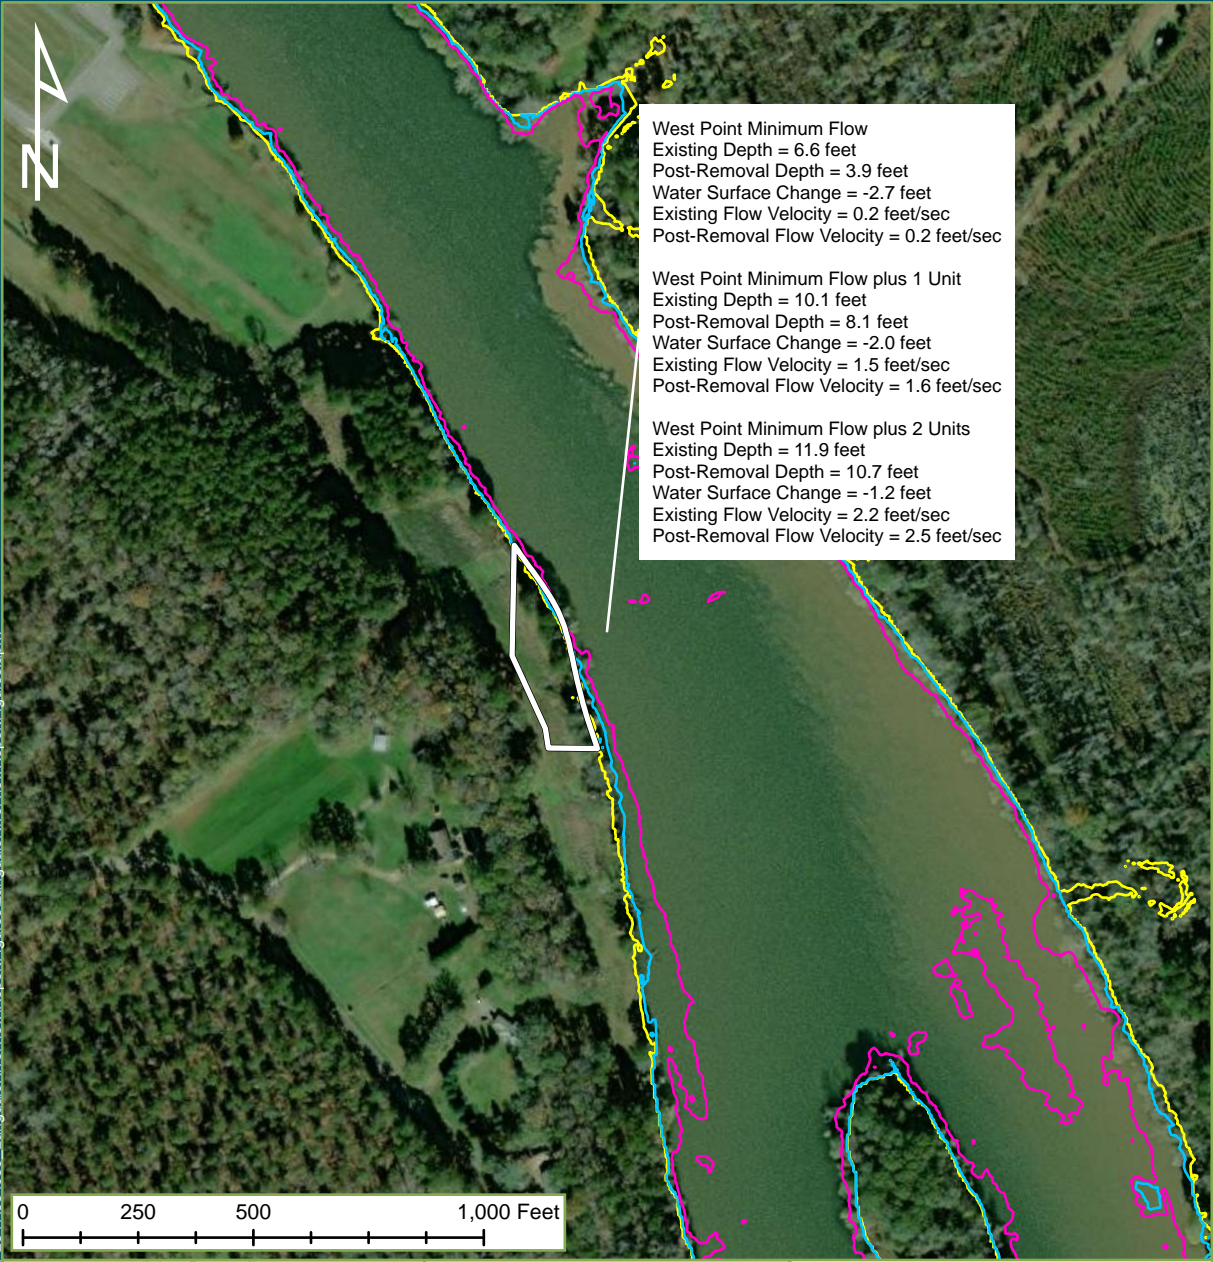 N
West Point Minimum Flow
Existing Depth = 6.6 feet
Post-Removal Depth = 3.9 feet
Water Surface Change = -2.7 feet
Existing Flow Velocity = 0.2 feet/sec
Post-Removal Flow Velocity = 0.2 feet/sec
West Point Minimum Flow plus 1 Unit
Existing Depth = 10.1 feet
Post-Removal Depth = 8.1 feet
Water Surface Change = -2.0 feet
Existing Flow Velocity = 1.5 feet/sec
Post-Removal Flow Velocity = 1.6 feet/sec
West Point Minimum Flow plus 2 Units
Existing Depth = 11.9 feet
Post-Removal Depth = 10.7 feet
Water Surface Change = -1.2 feet
Existing Flow Velocity = 2.2 feet/sec
Post-Removal Flow Velocity = 2.5 feet/sec
0 250 500 1,000 Feet